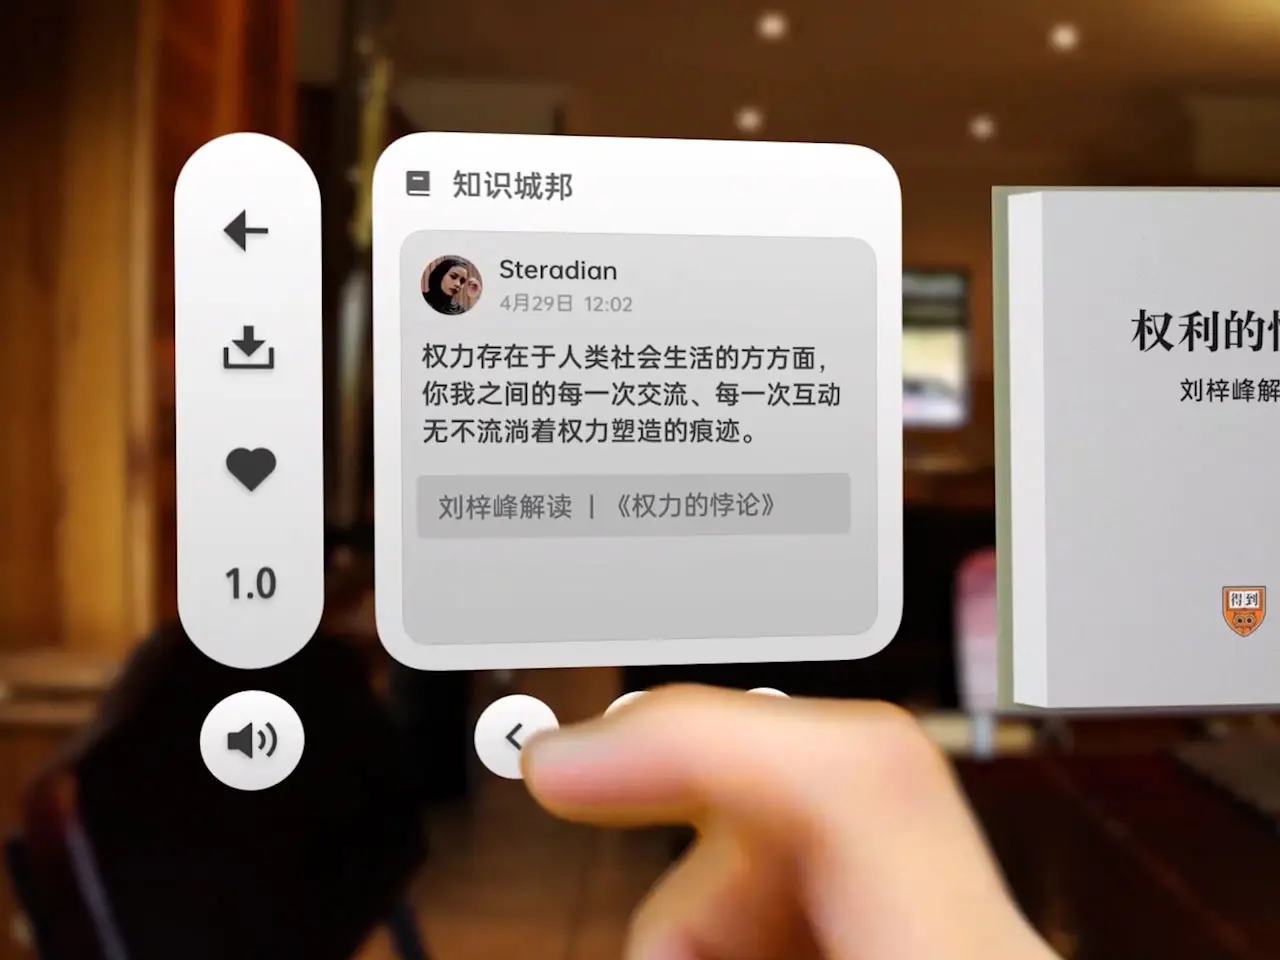 知识城邦
Steradian
4月29日 12:02
权力存在于人类社会生活的方方面，
你我之间的每一次交流、每一次互动
无不流淌着权力塑造的痕迹。
刘梓峰解读 | 《权力的悖论》
1.0
权利的
刘梓峰解
得到